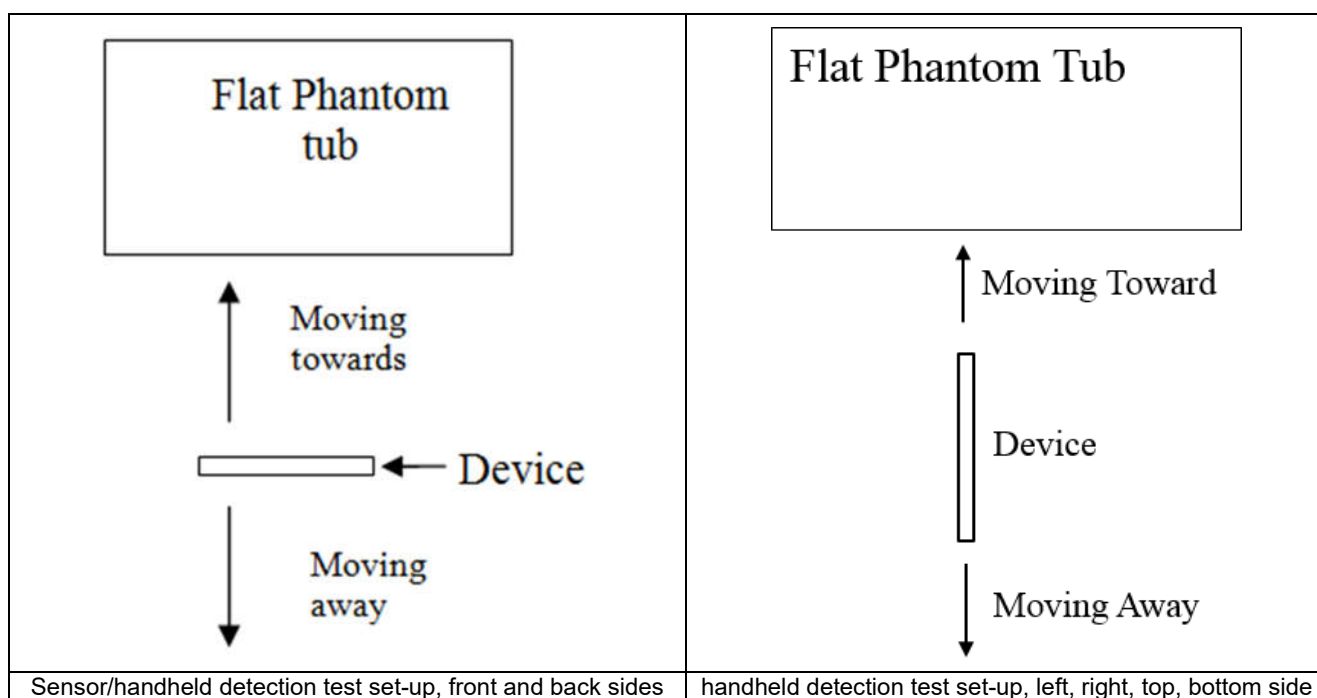 Flat Phantom
tub
Moving
towards
Device
Moving
away
Sensor/handheld detection test set-up, front and back sides
Flat Phantom Tub
Moving Toward
Device
Moving Away
handheld detection test set-up, left, right, top, bottom side